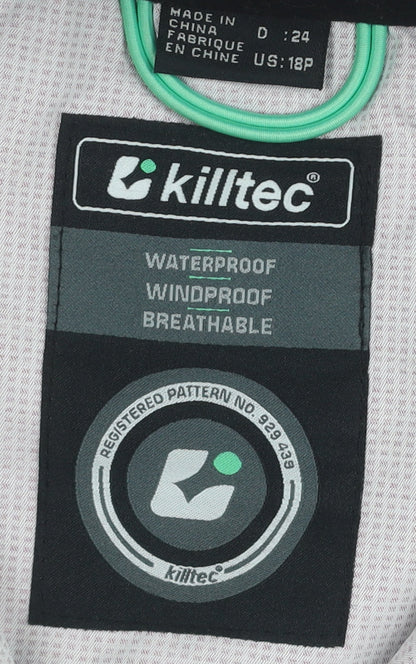 MADE IN
CHINA
FABRIQUE
EN CHINE
D :24
US:18P
killtec®
WATERPROOF
WINDPROOF
BREATHABLE
REGISTERED PATTERN NO. 929 439
killtec®